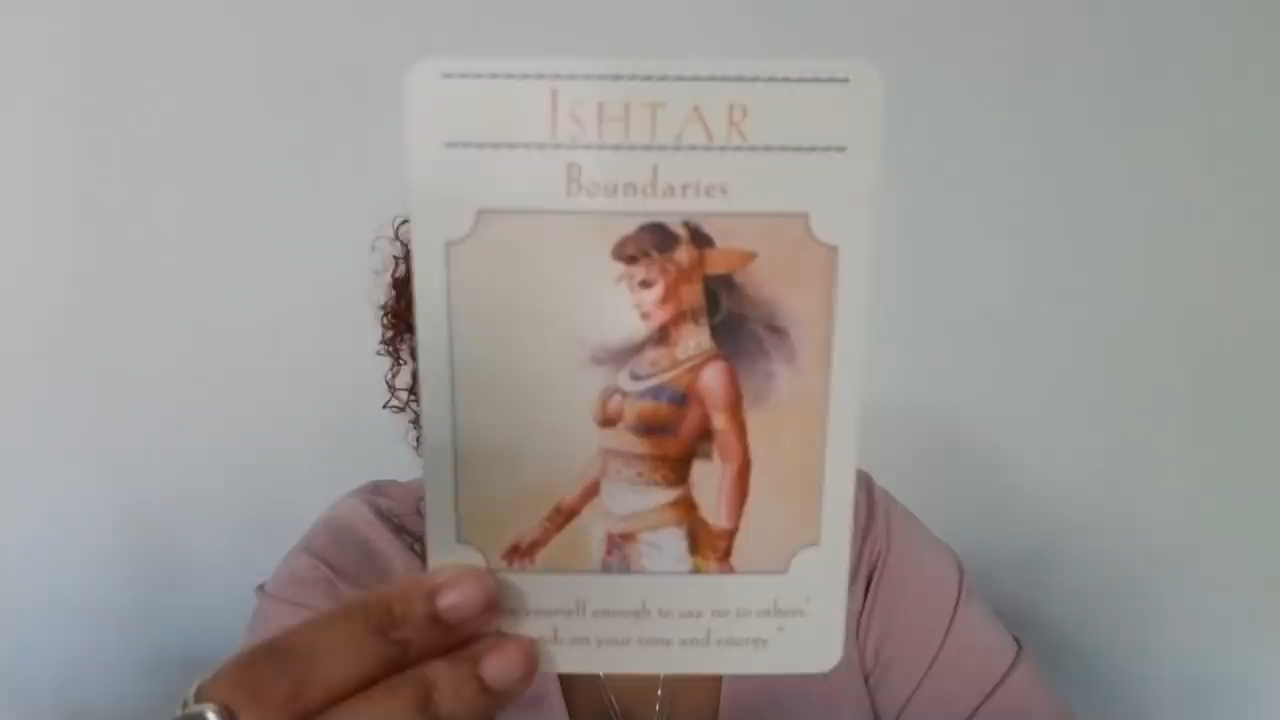 ISHTAR
Boundaries
yourself enough to say no to others'
on your time and energy."